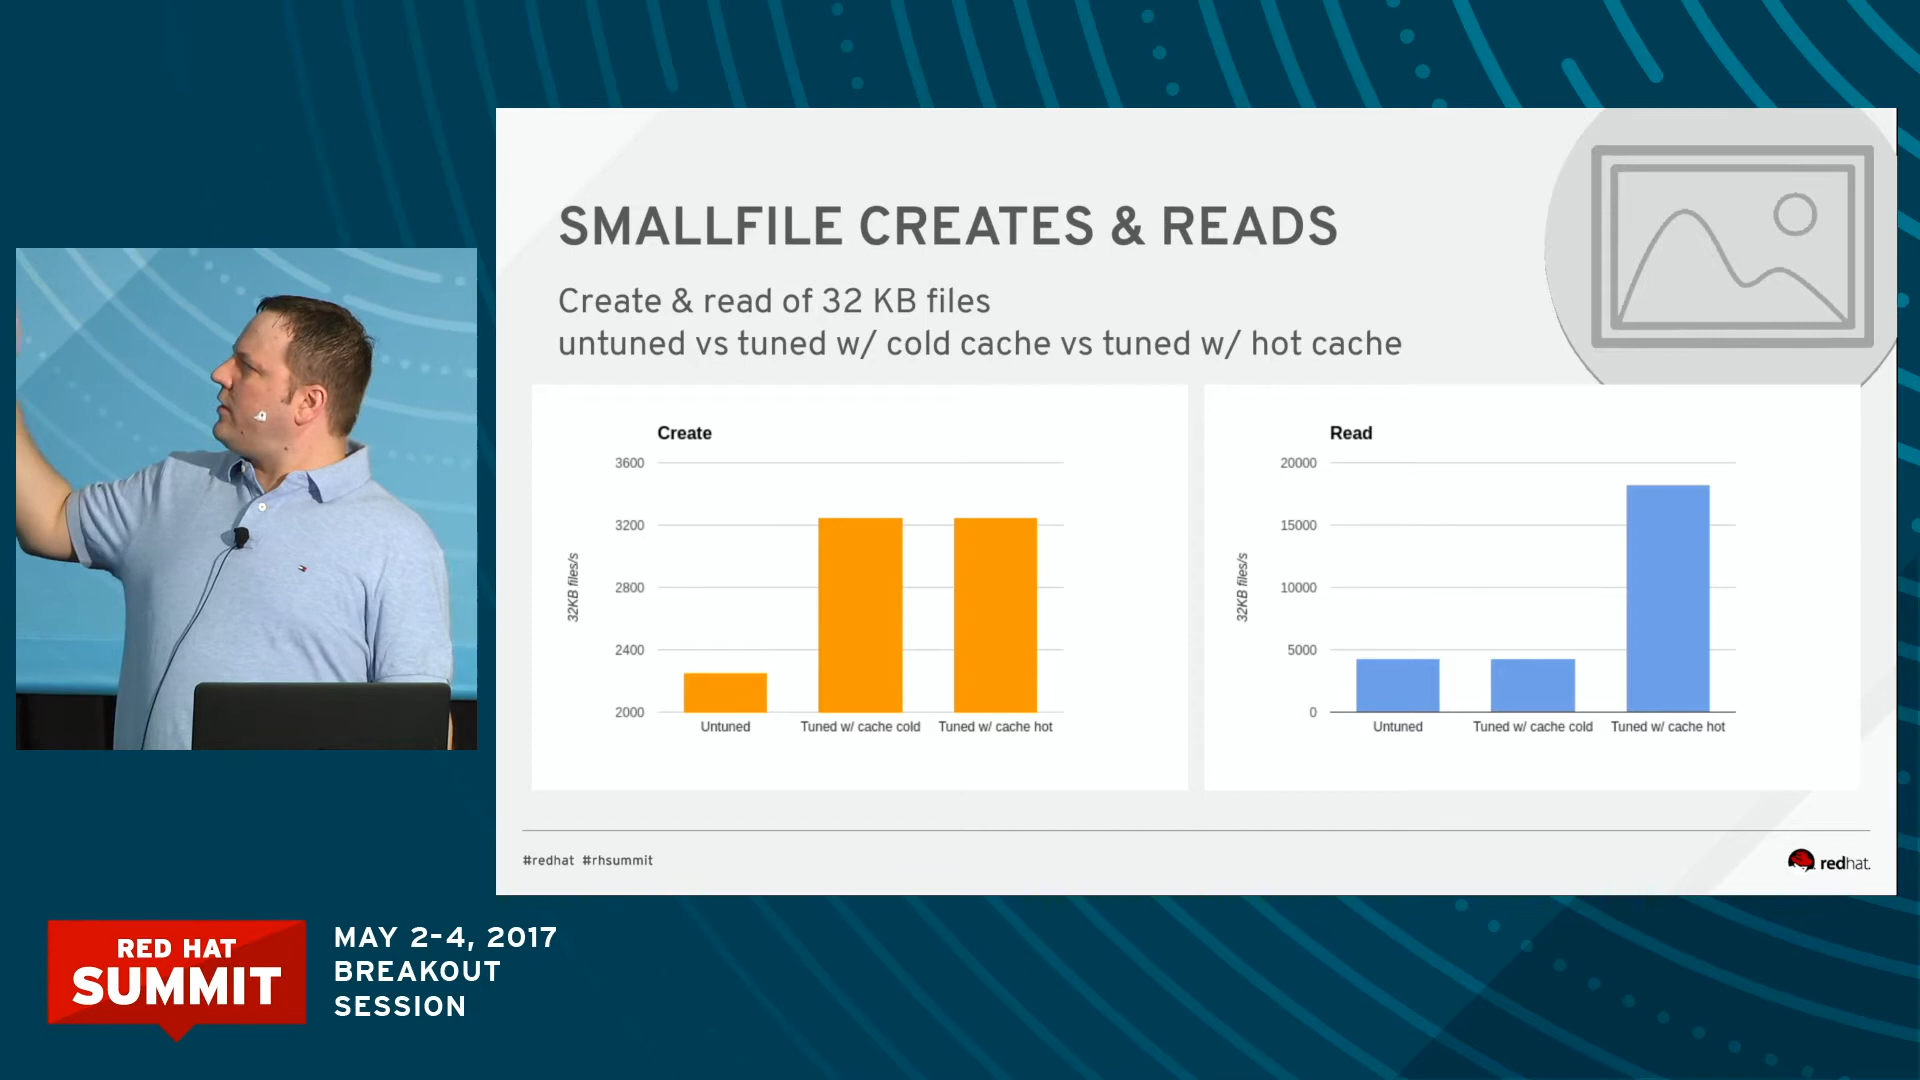 SMALLFILE CREATES & READS
Create & read of 32 KB files
untuned vs tuned w/ cold cache vs tuned w/ hot cache
Create
3600
3200
2800
2400
2000
32KB files/s
Untuned
Tuned w/ cache cold
Tuned w/ cache hot
Read
20000
15000
10000
5000
0
32KB files/s
Untuned
Tuned w/ cache cold
Tuned w/ cache hot
#redhat #rhsummit
redhat.
RED HAT
SUMMIT
MAY 2-4, 2017
BREAKOUT
SESSION